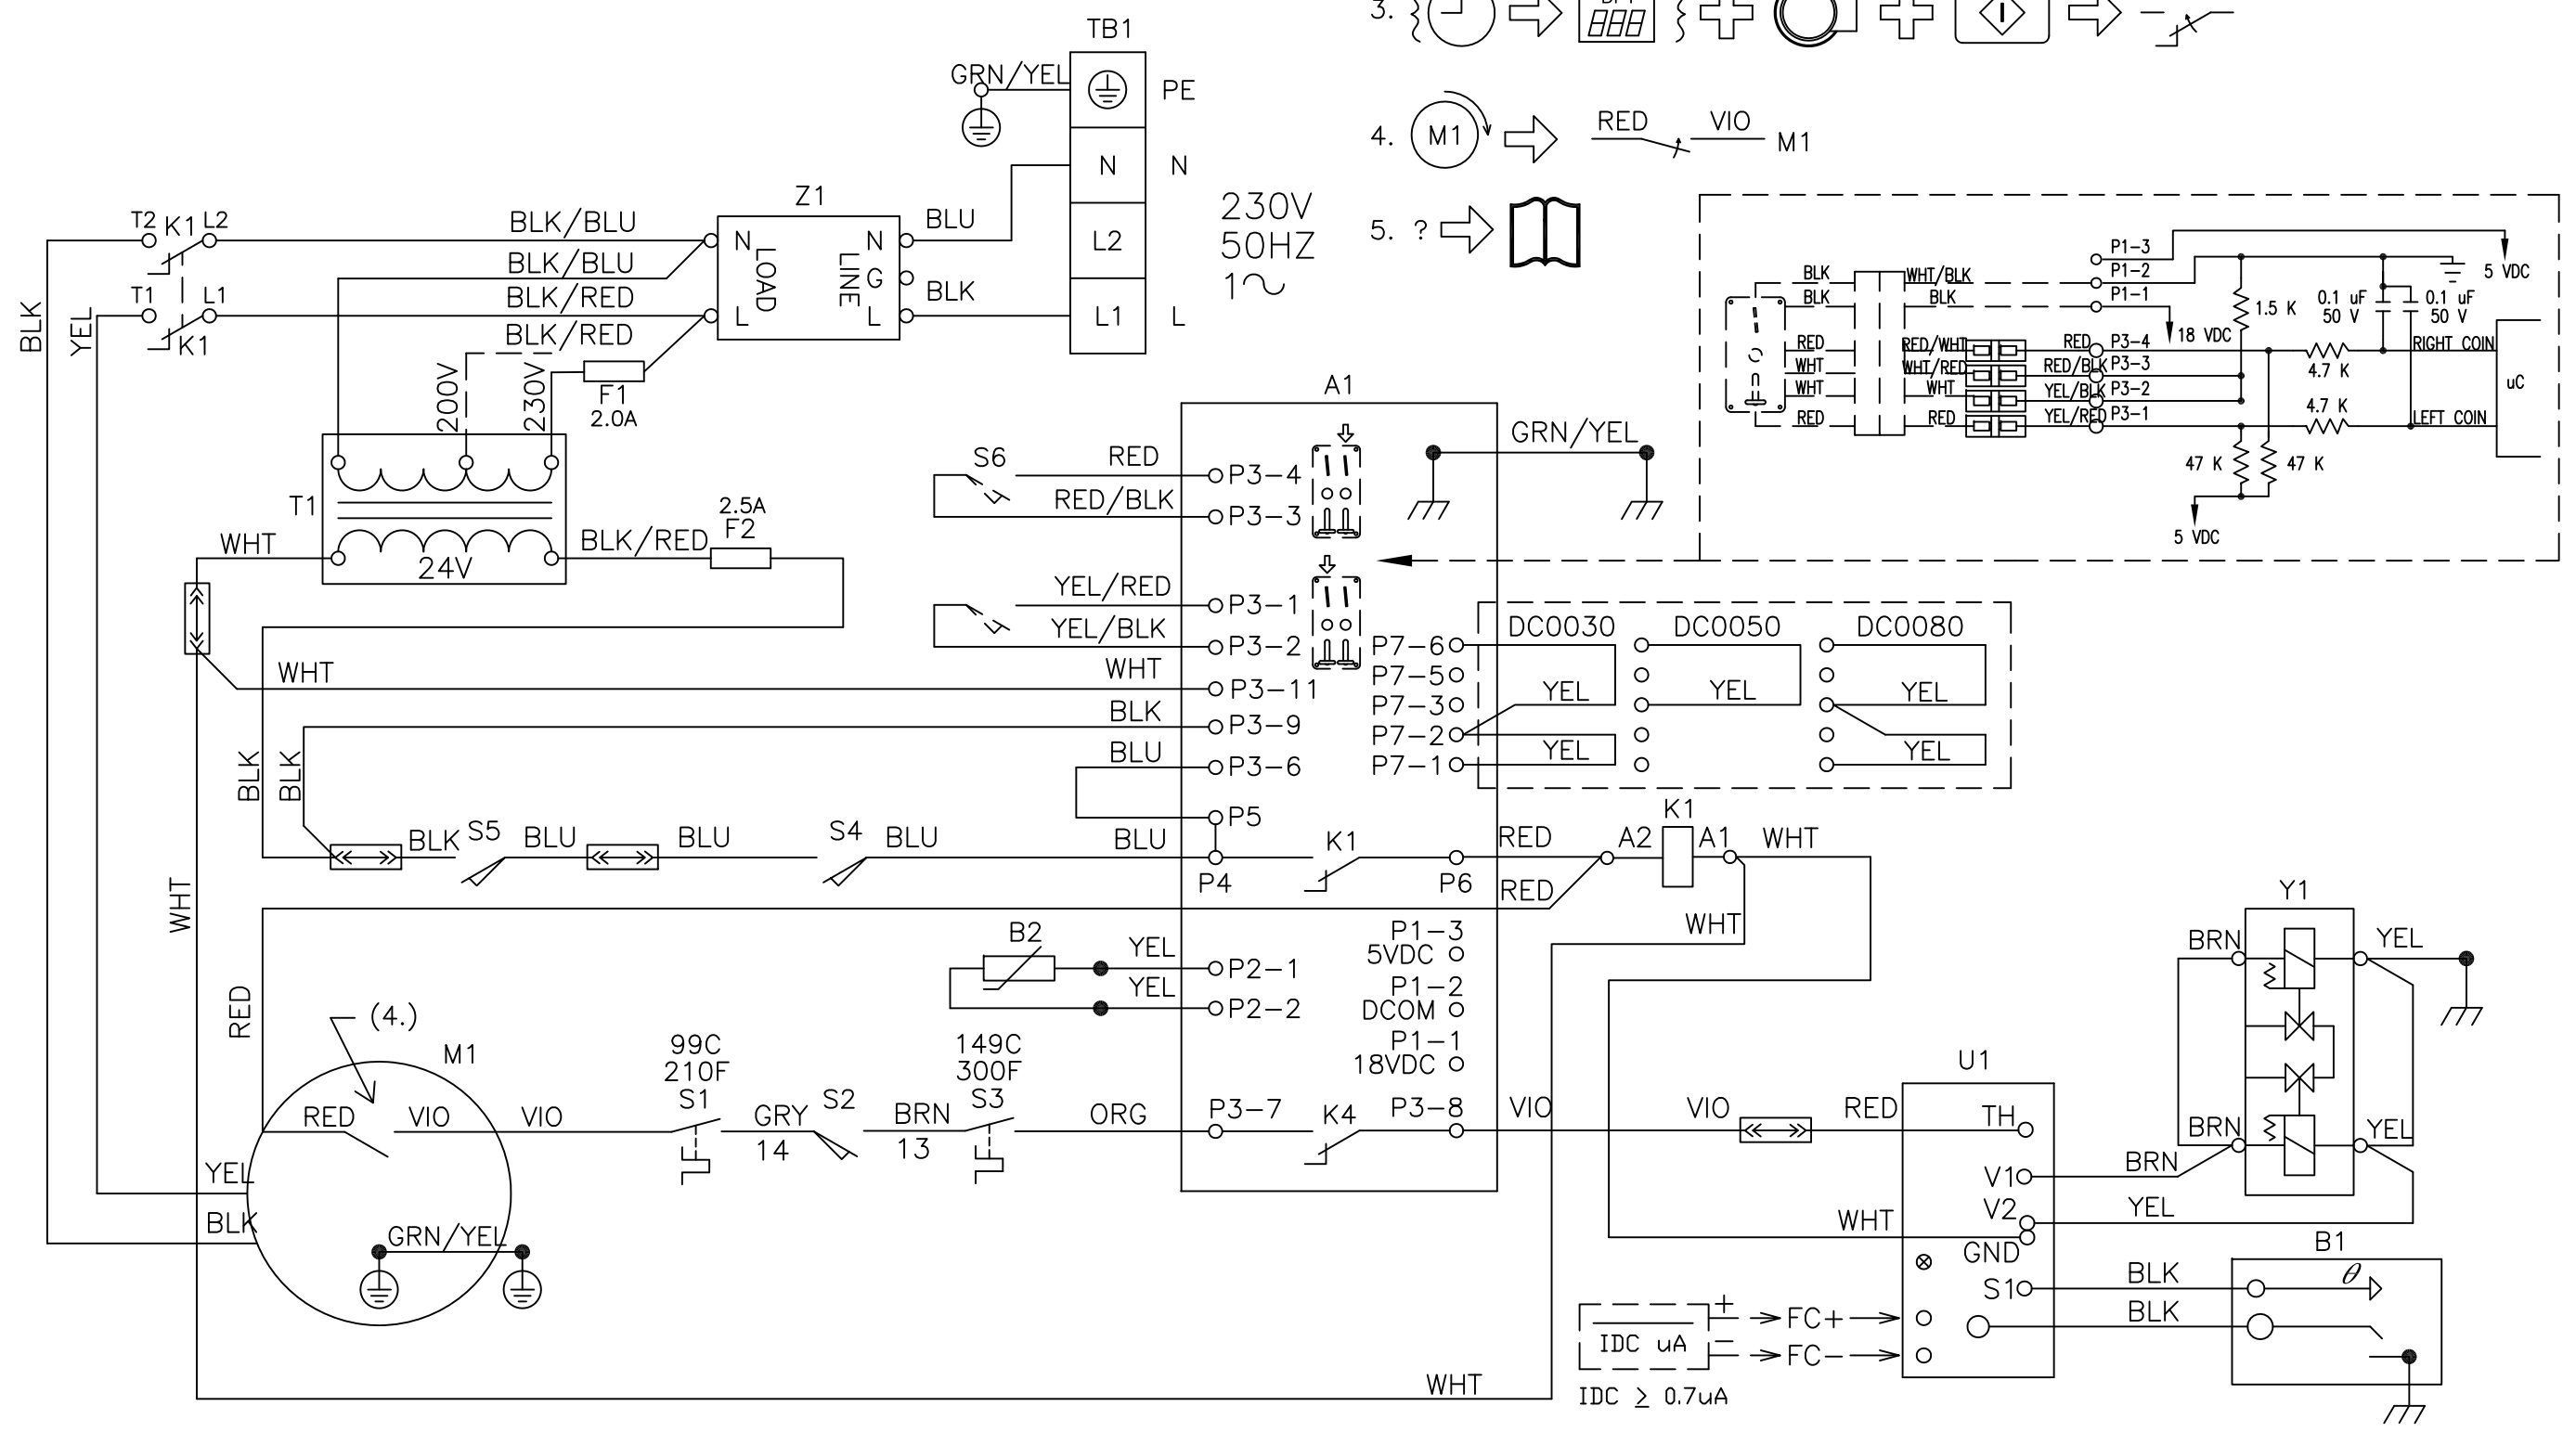 3.
TB1
GRN/YEL
PE
4. M1 RED VIO M1
N N
Z1
230V
50HZ
1
5. ?
T2 K1 L2
BLK/BLU
N LOAD LINE N
BLU
L2
BLK/BLU
G
T1 L1
BLK/RED
L L
BLK
L1 L
K1
BLK/RED
BLK
YEL
200V
230V
F1
2.0A
P1-3
P1-2
P1-1
5 VDC
BLK WHT/BLK
BLK BLK
18 VDC
1.5 K
0.1 uF
50 V
0.1 uF
50 V
RED RED/WHT RED P3-4
RIGHT COIN
WHT WHT/RED RED/BLK P3-3
4.7 K
WHT WHT YEL/BLK P3-2
uC
4.7 K
RED RED YEL/RED P3-1
LEFT COIN
47 K 47 K
5 VDC
A1
GRN/YEL
S6 RED P3-4
RED/BLK P3-3
T1
2.5A
F2
WHT
BLK/RED
24V
YEL/RED P3-1
YEL/BLK P3-2
DC0030 DC0050 DC0080
P7-6
P7-5
P7-3 YEL YEL YEL
P7-2
P7-1 YEL YEL
WHT WHT P3-11
BLK P3-9
BLU P3-6
P5
BLK
BLK
BLK S5 BLU BLU S4 BLU BLU
P4 K1 P6
RED A2 K1 A1 WHT
RED
WHT
WHT
B2 YEL P2-1
YEL P2-2
P1-3
5VDC
P1-2
DCOM
P1-1
18VDC
Y1
BRN YEL
BRN YEL
RED
(4.)
M1
99C
210F
S1
149C
300F
S3
RED VIO VIO
GRY S2 BRN
14 13
ORG P3-7 K4 P3-8
VIO VIO RED
U1
TH
YEL
BLK
GRN/YEL
V1 BRN
V2 YEL
WHT
GND
B1
S1 BLK θ
BLK
IDC uA
+ FC+
− FC−
IDC ≥ 0.7uA
WHT